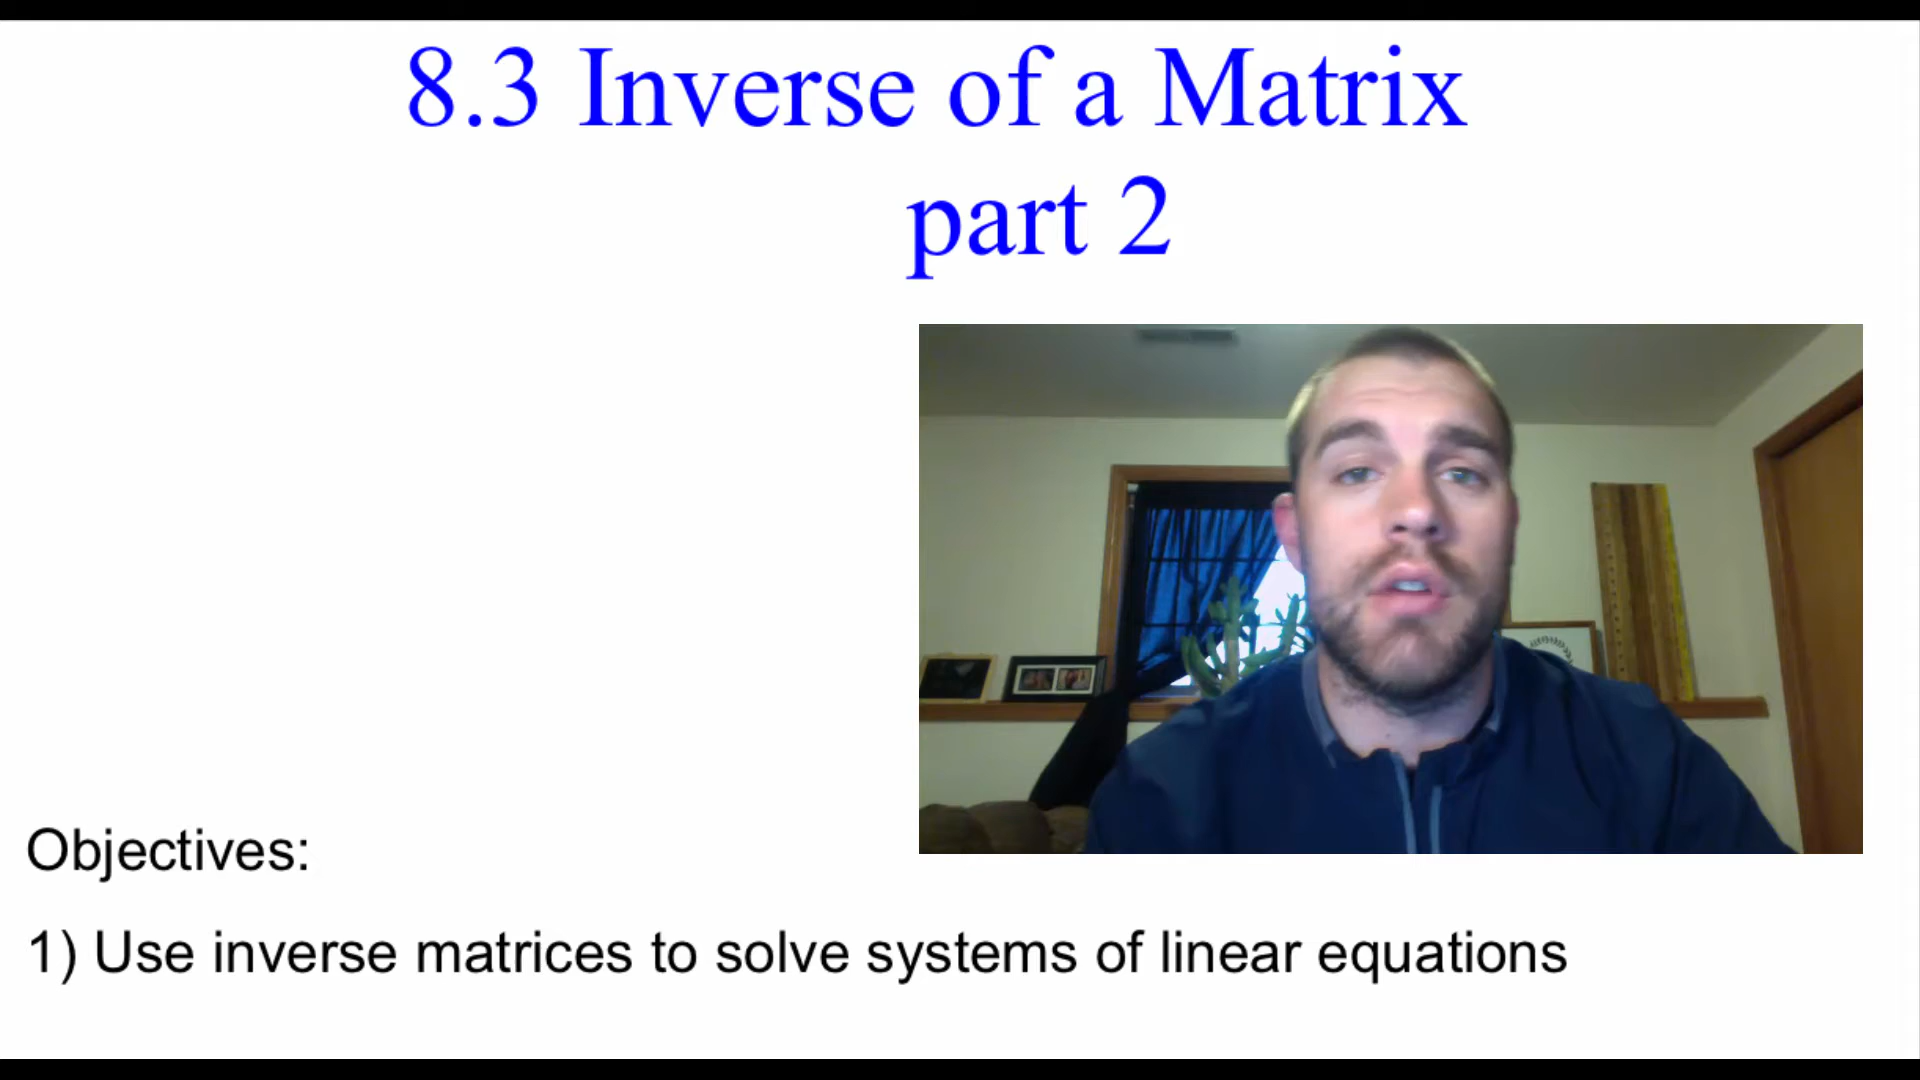 8.3 Inverse of a Matrix
part 2
Objectives:
1) Use inverse matrices to solve systems of linear equations